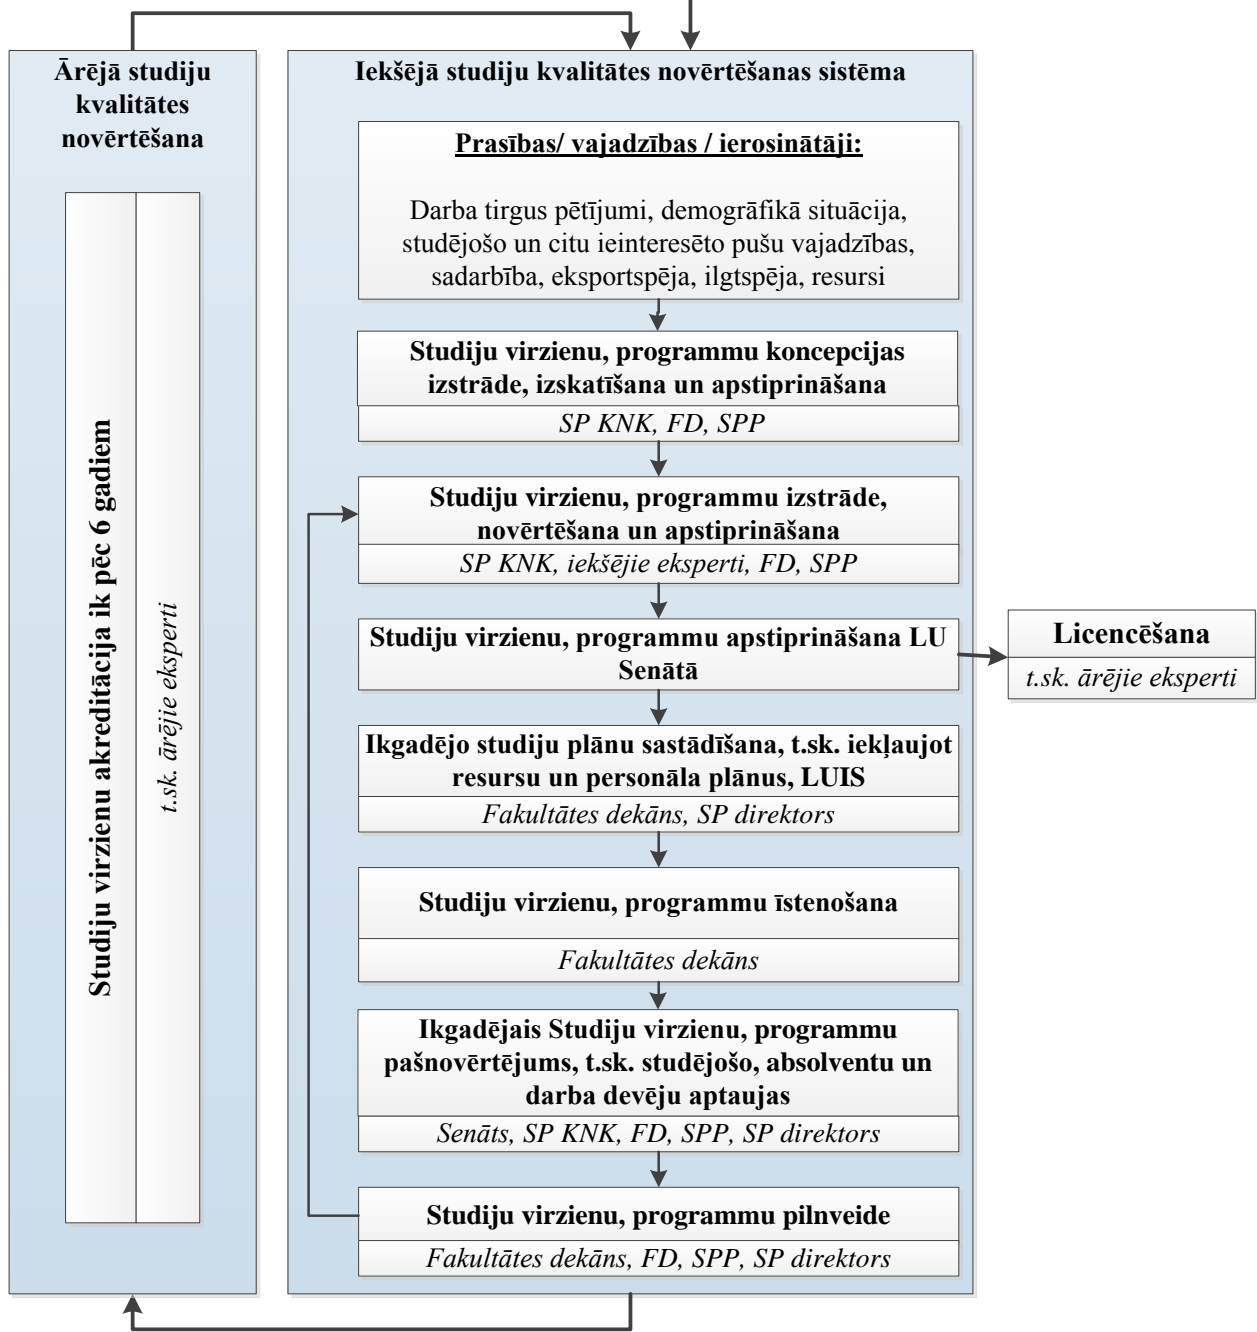 Ārējā studiju
kvalitātes
novērtēšana
Studiju virzienu akreditācija ik pēc 6 gadiem
t.sk. ārējie eksperti
Iekšējā studiju kvalitātes novērtēšanas sistēma
Prasības/ vajadzības / ierosinātāji:
Darba tirgus pētījumi, demogrāfikā situācija,
studējošo un citu ieinteresēto pušu vajadzības,
sadarbība, eksportspēja, ilgtspēja, resursi
Studiju virzienu, programmu koncepcijas
izstrāde, izskatīšana un apstiprināšana
SP KNK, FD, SPP
Studiju virzienu, programmu izstrāde,
novērtēšana un apstiprināšana
SP KNK, iekšējie eksperti, FD, SPP
Studiju virzienu, programmu apstiprināšana LU
Senātā
Licencēšana
t.sk. ārējie eksperti
Ikgadējo studiju plānu sastādīšana, t.sk. iekļaujot
resursu un personāla plānus, LUIS
Fakultātes dekāns, SP direktors
Studiju virzienu, programmu īstenošana
Fakultātes dekāns
Ikgadējais Studiju virzienu, programmu
pašnovērtējums, t.sk. studējošo, absolventu un
darba devēju aptaujas
Senāts, SP KNK, FD, SPP, SP direktors
Studiju virzienu, programmu pilnveide
Fakultātes dekāns, FD, SPP, SP direktors